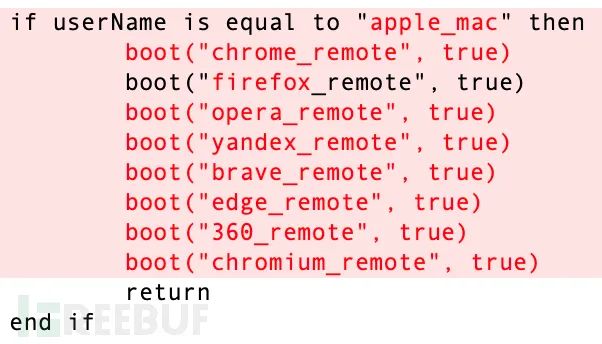 if userName is equal to "apple_mac" then
boot("chrome_remote", true)
boot("firefox_remote", true)
boot("opera_remote", true)
boot("yandex_remote", true)
boot("brave_remote", true)
boot("edge_remote", true)
boot("360_remote", true)
boot("chromium_remote", true)
return
end if
REEBUF